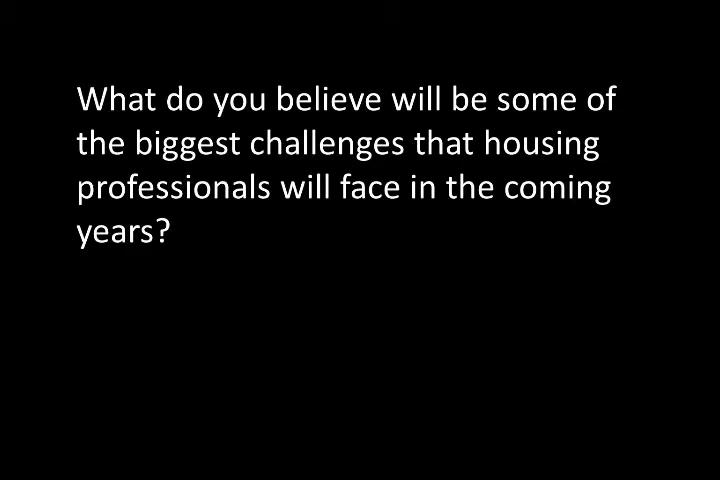 What do you believe will be some of
the biggest challenges that housing
professionals will face in the coming
years?